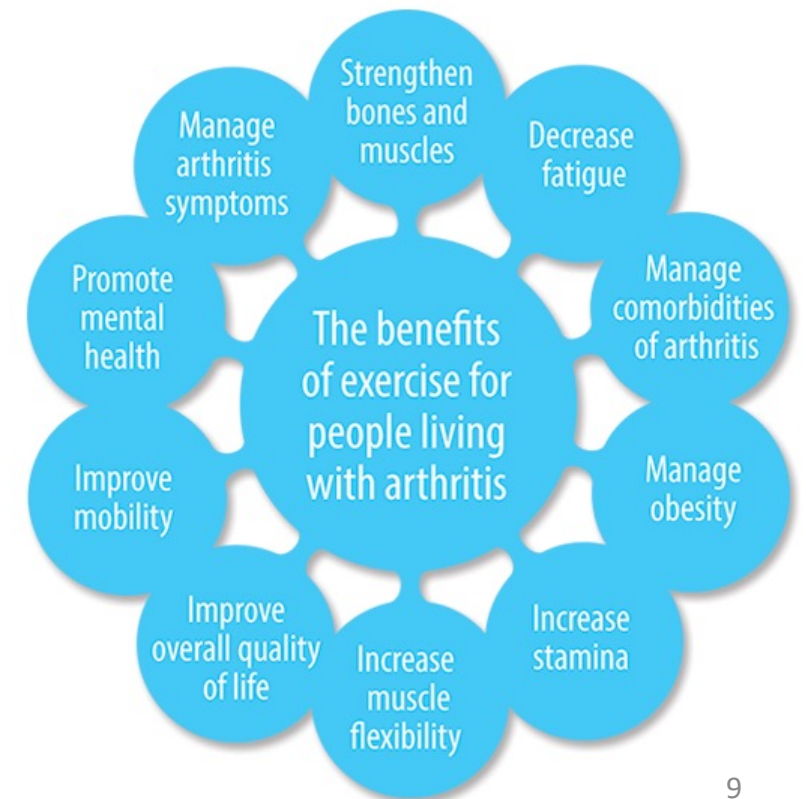 The benefits
of exercise for
people living
with arthritis
Strengthen
bones and
muscles
Decrease
fatigue
Manage
comorbidities
of arthritis
Manage
obesity
Increase
stamina
Increase
muscle
flexibility
Improve
overall quality
of life
Improve
mobility
Promote
mental
health
Manage
arthritis
symptoms
9